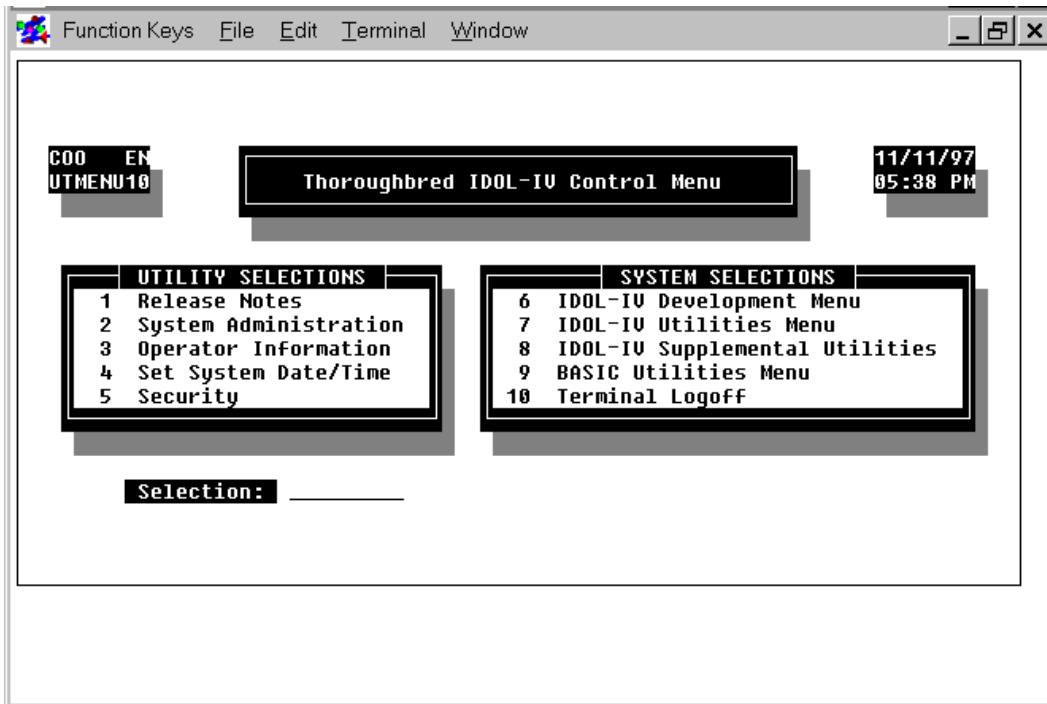 Function Keys File Edit Terminal Window
COO EN
UTMENU10
Thoroughbred IDOL-IV Control Menu
11/11/97
05:38 PM
UTILITY SELECTIONS
1 Release Notes
2 System Administration
3 Operator Information
4 Set System Date/Time
5 Security
SYSTEM SELECTIONS
6 IDOL-IV Development Menu
7 IDOL-IV Utilities Menu
8 IDOL-IV Supplemental Utilities
9 BASIC Utilities Menu
10 Terminal Logoff
Selection: